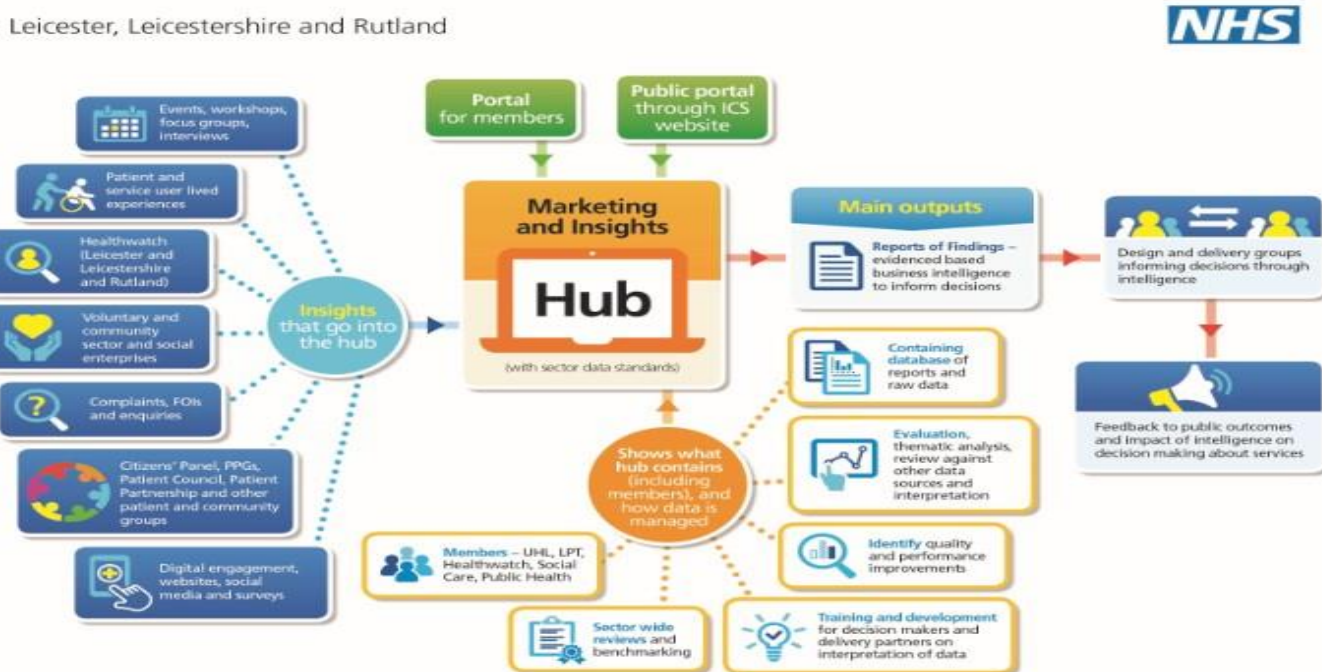 Leicester, Leicestershire and Rutland
NHS
Events, workshops,
focus groups,
interviews
Patient and
service user lived
experiences
Healthwatch
(Leicester and
Leicestershire
and Rutland)
Voluntary and
community
sector and social
enterprises
Complaints, FOIs
and enquiries
Citizens' Panel, PPGs,
Patient Council, Patient
Partnership and other
patient and community
groups
Digital engagement,
websites, social
media and surveys
Insights
that go into
the hub
Portal
for members
Public portal
through ICS
website
Marketing
and Insights
Hub
(with sector data standards)
Main outputs
Reports of Findings –
evidenced based
business intelligence
to inform decisions
Design and delivery groups
informing decisions through
intelligence
Feedback to public outcomes
and impact of intelligence on
decision making about services
Shows what
hub contains
(including
members), and
how data is
managed
Containing
database of
reports and
raw data
Evaluation,
thematic analysis,
review against
other data
sources and
interpretation
Identify quality
and performance
improvements
Training and development
for decision makers and
delivery partners on
interpretation of data
Sector wide
reviews and
benchmarking
Members – UHL, LPT,
Healthwatch, Social
Care, Public Health